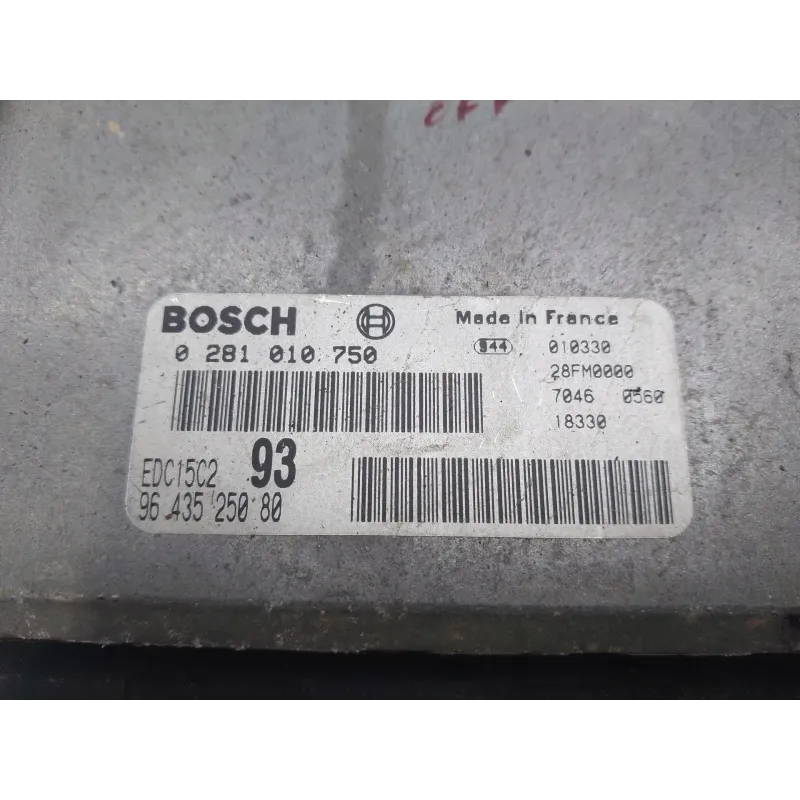 BOSCH Made in France
0 281 010 750 344 010330
28FM0000
7046 0560
18330
EDC15C2 93
96 435 250 80